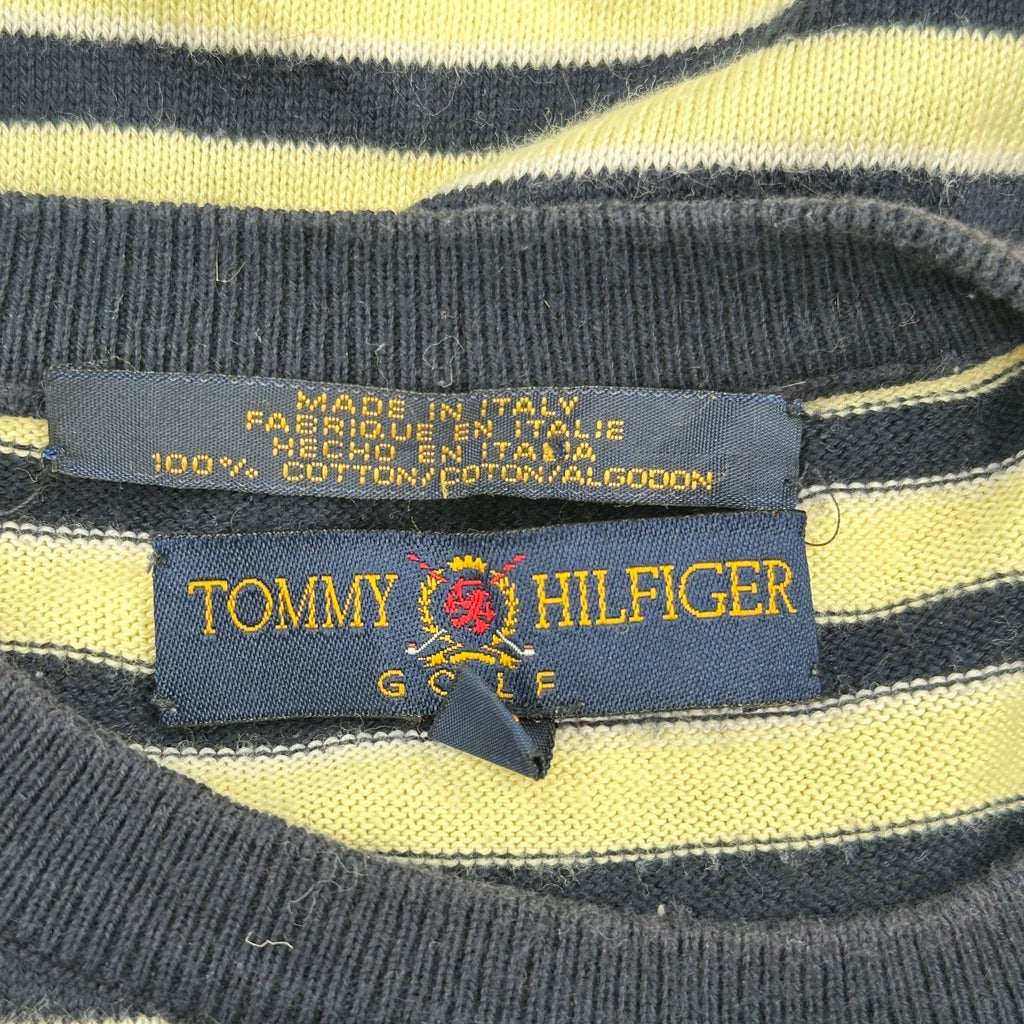 MADE IN ITALY
FABRIQUE EN ITALIE
HECHO EN ITALIA
100% COTTON/COTON/ALGODON
TOMMY HILFIGER
GOLF